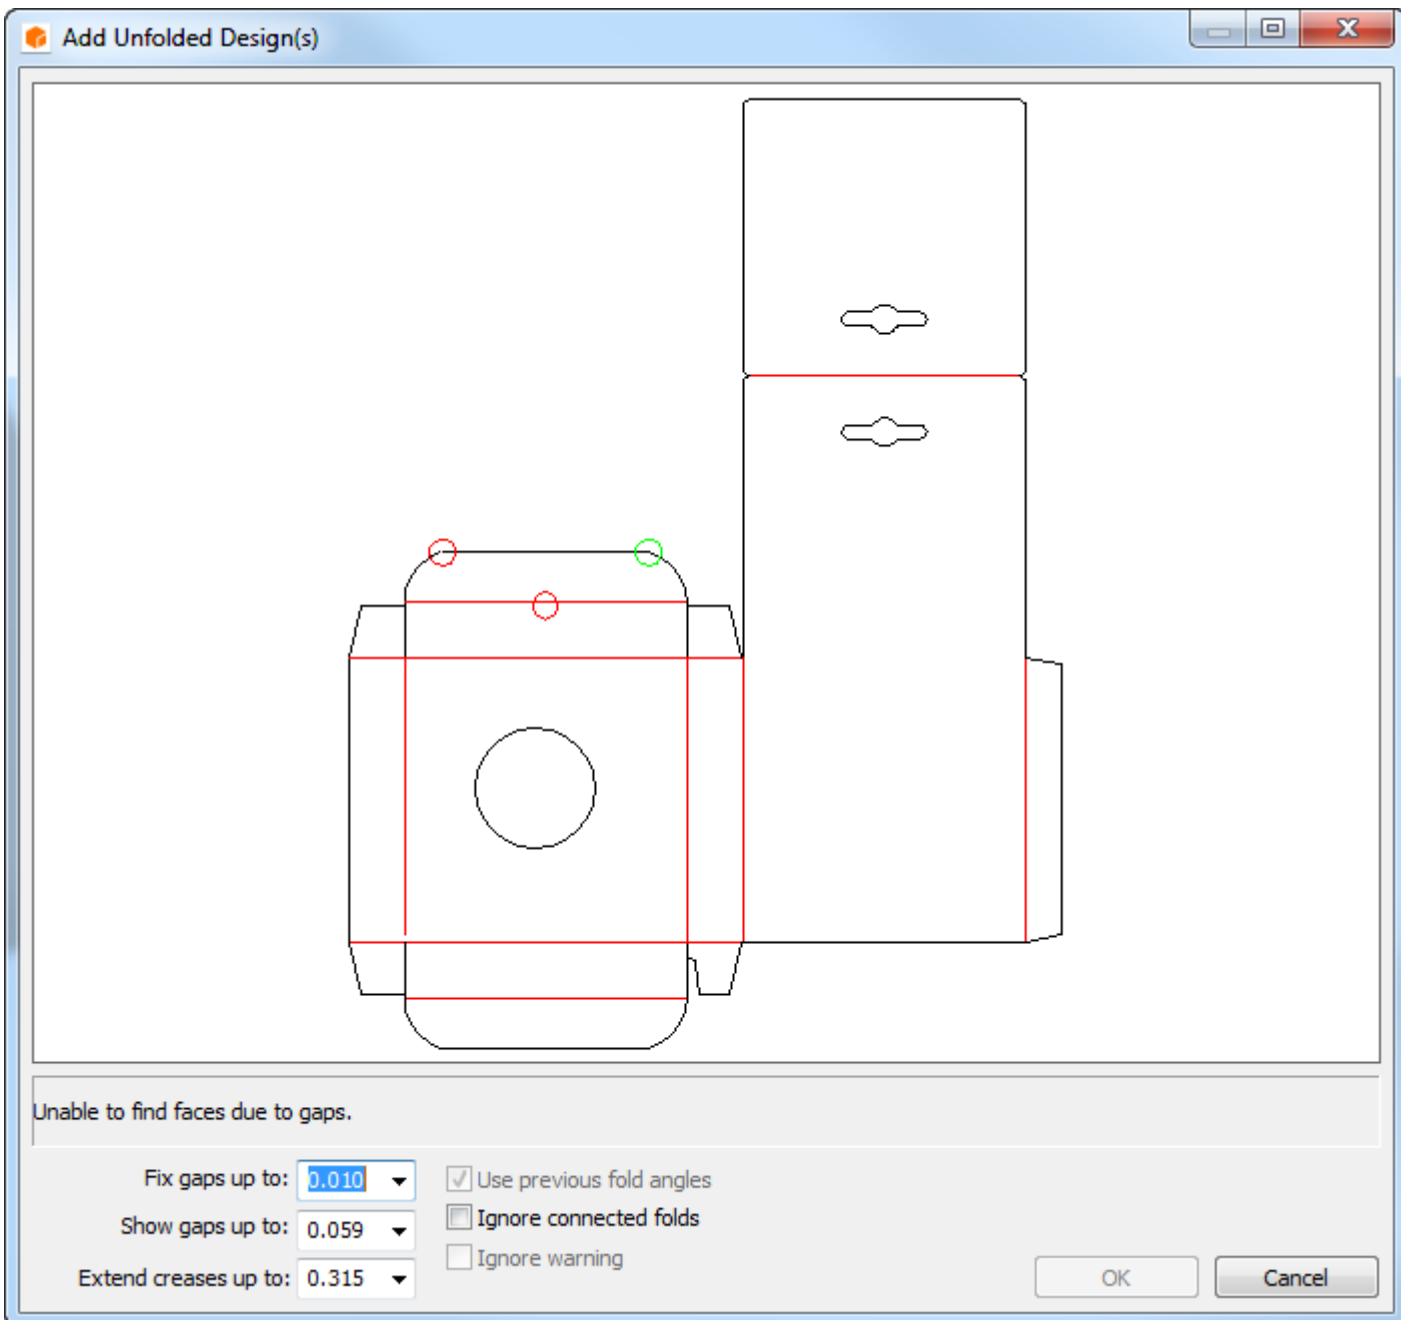 Add Unfolded Design(s)
Unable to find faces due to gaps.
Fix gaps up to: 0.010
Use previous fold angles
Show gaps up to: 0.059
Ignore connected folds
Extend creases up to: 0.315
Ignore warning
OK
Cancel